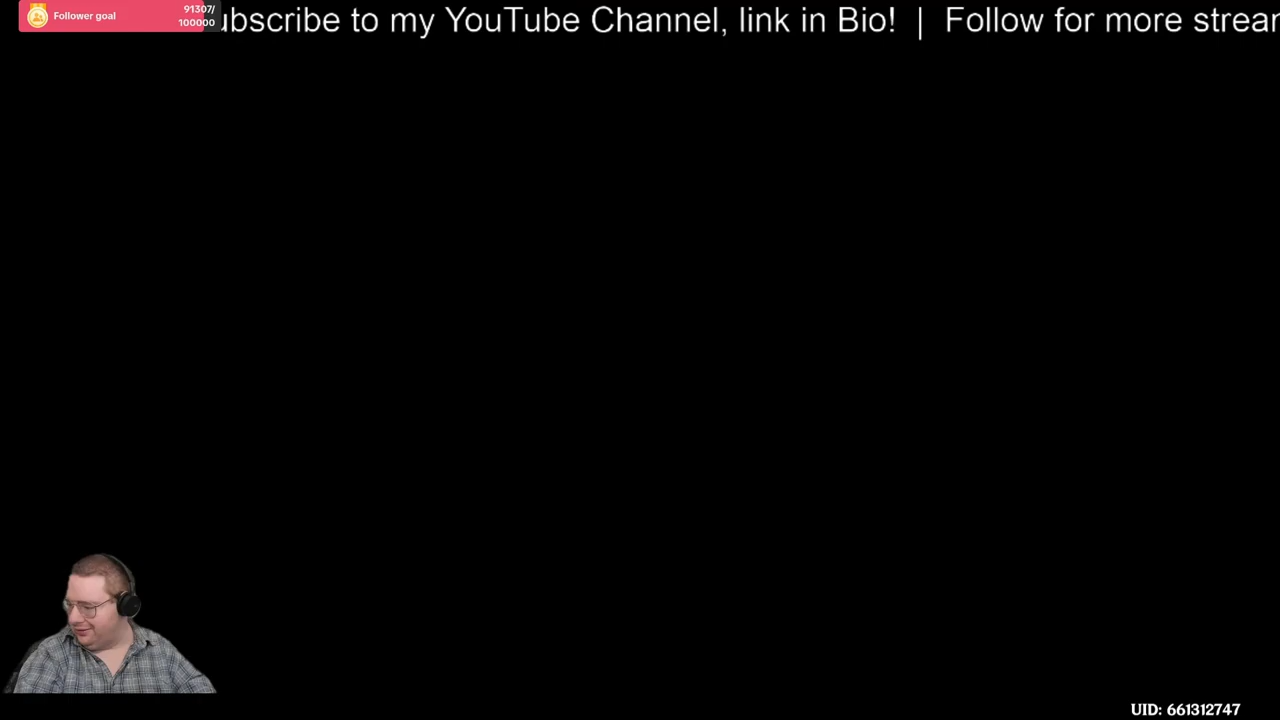 Follower goal
91307/
100000
ubscribe to my YouTube Channel, link in Bio! | Follow for more strear
UID: 661312747